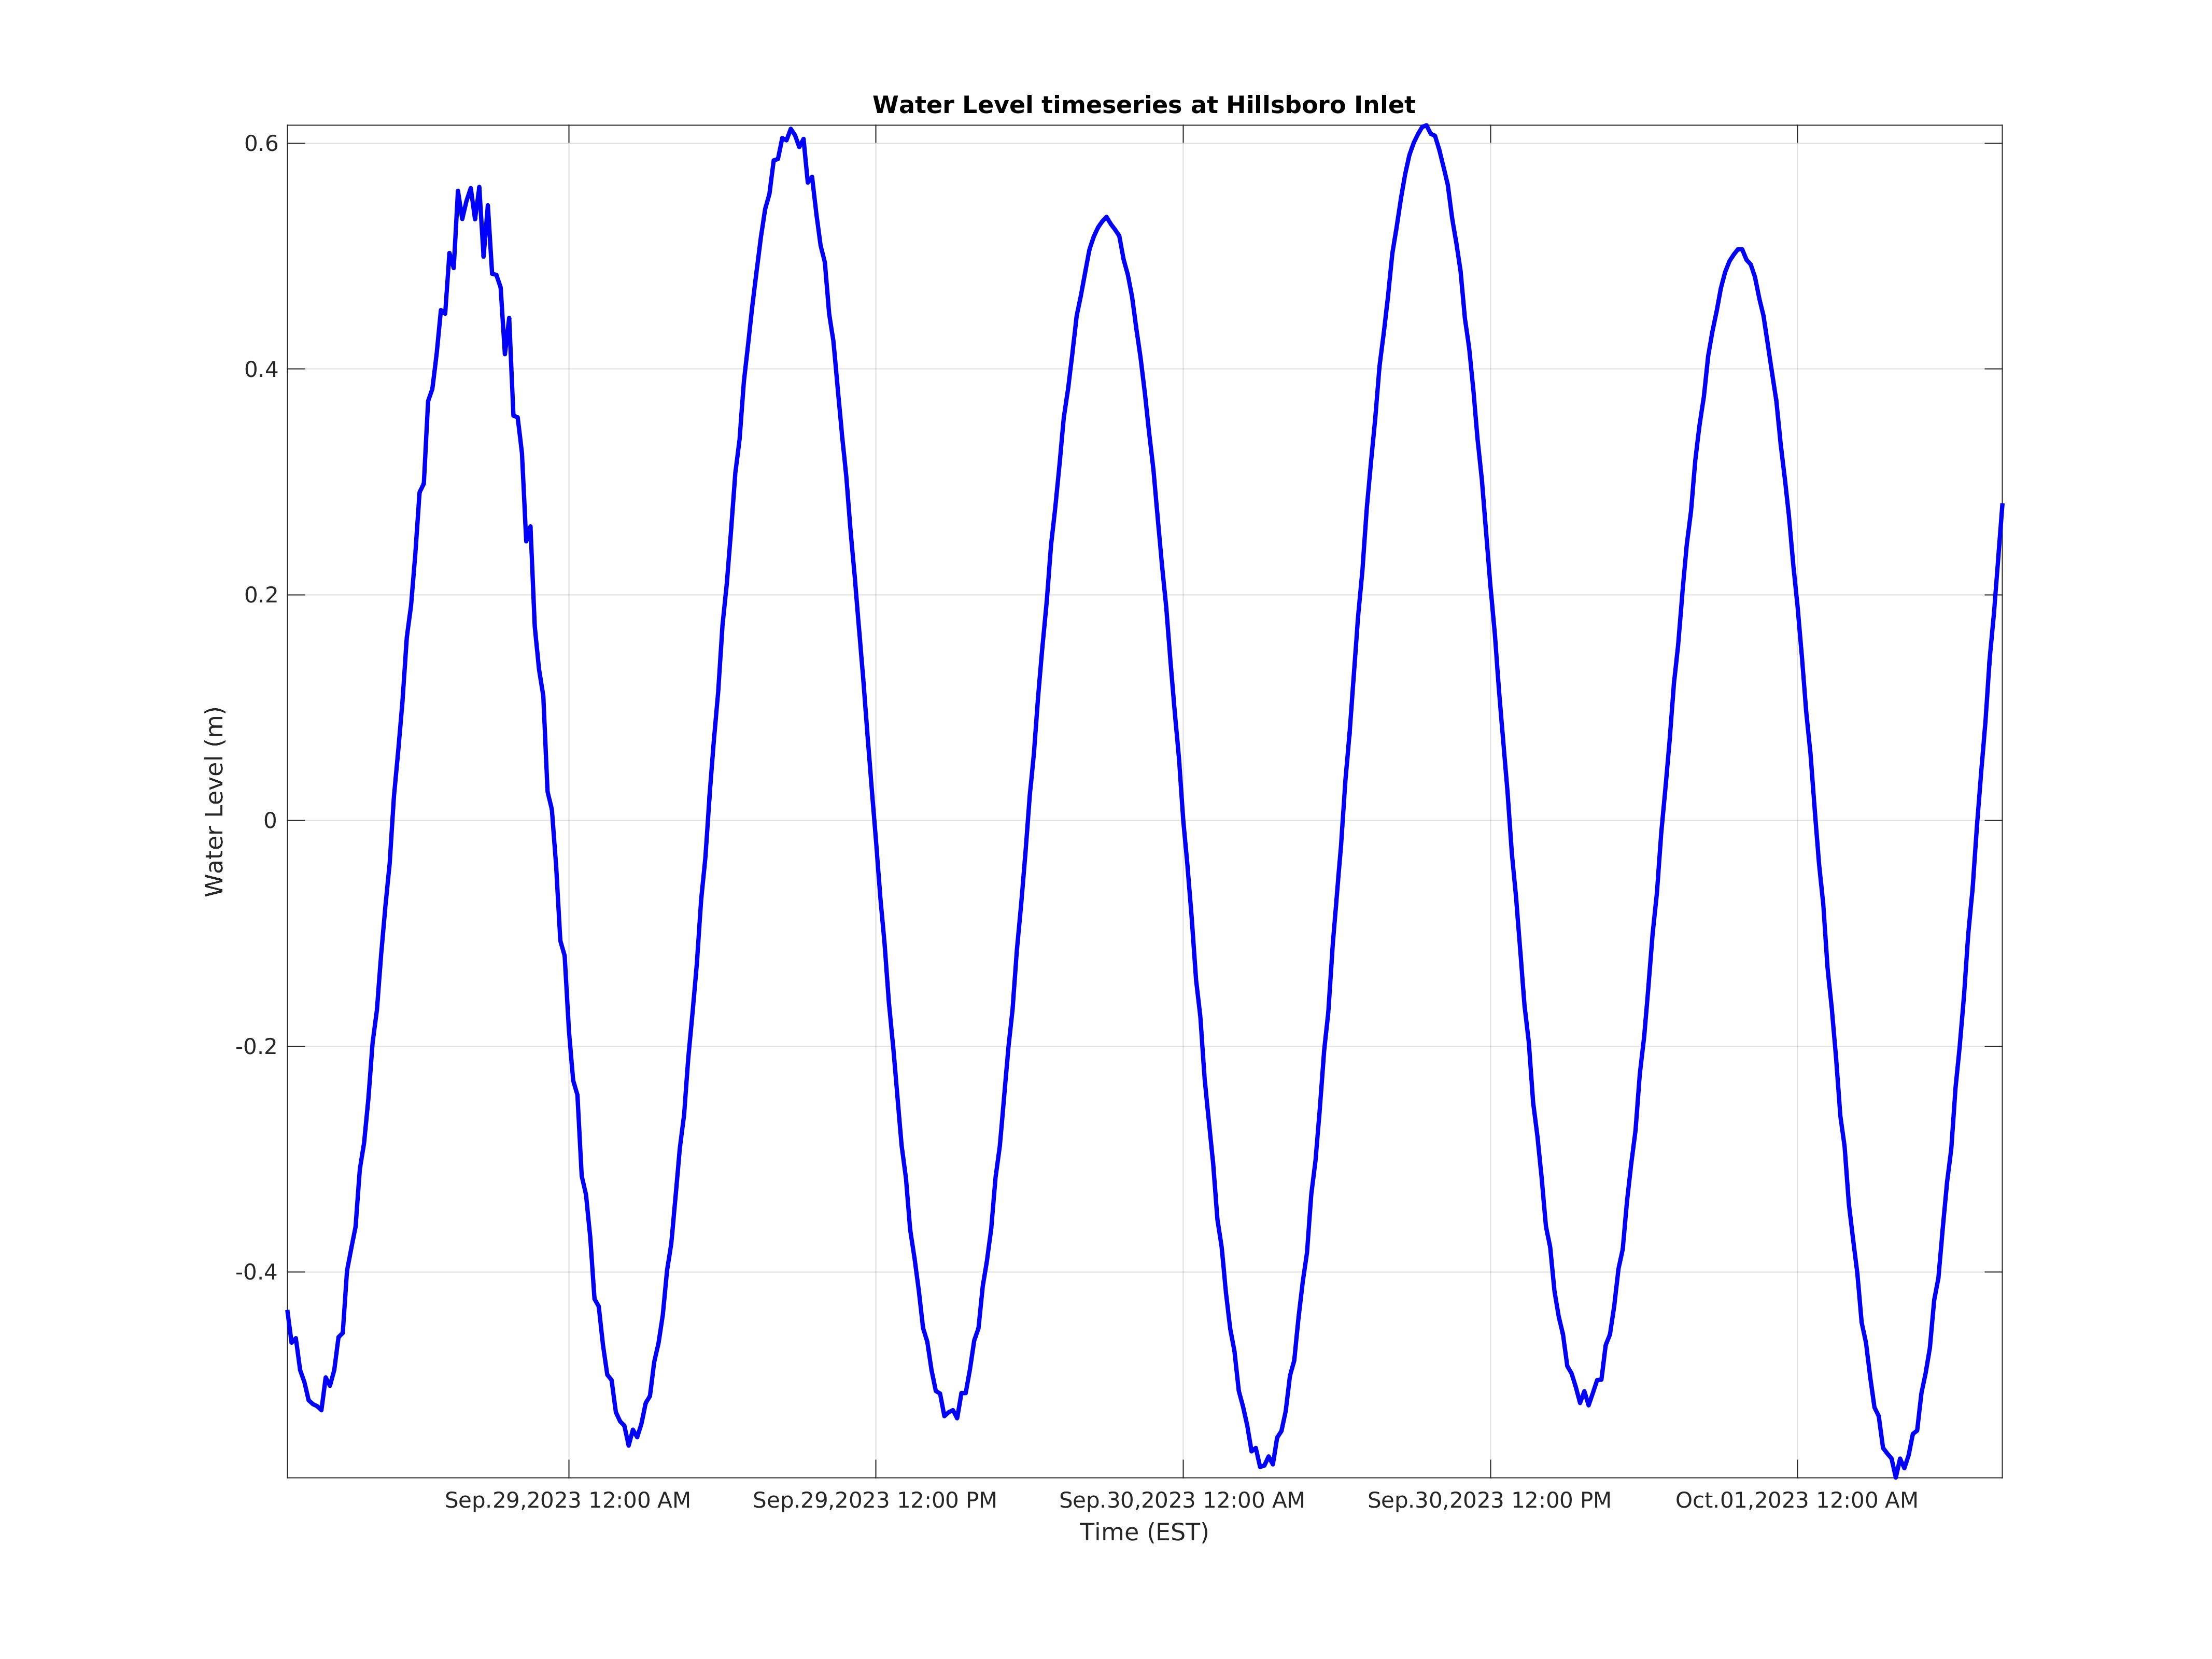 Water Level timeseries at Hillsboro Inlet
0.6
0.4
0.2
0
-0.2
-0.4
Water Level (m)
Sep.29,2023 12:00 AM Sep.29,2023 12:00 PM Sep.30,2023 12:00 AM Sep.30,2023 12:00 PM Oct.01,2023 12:00 AM
Time (EST)